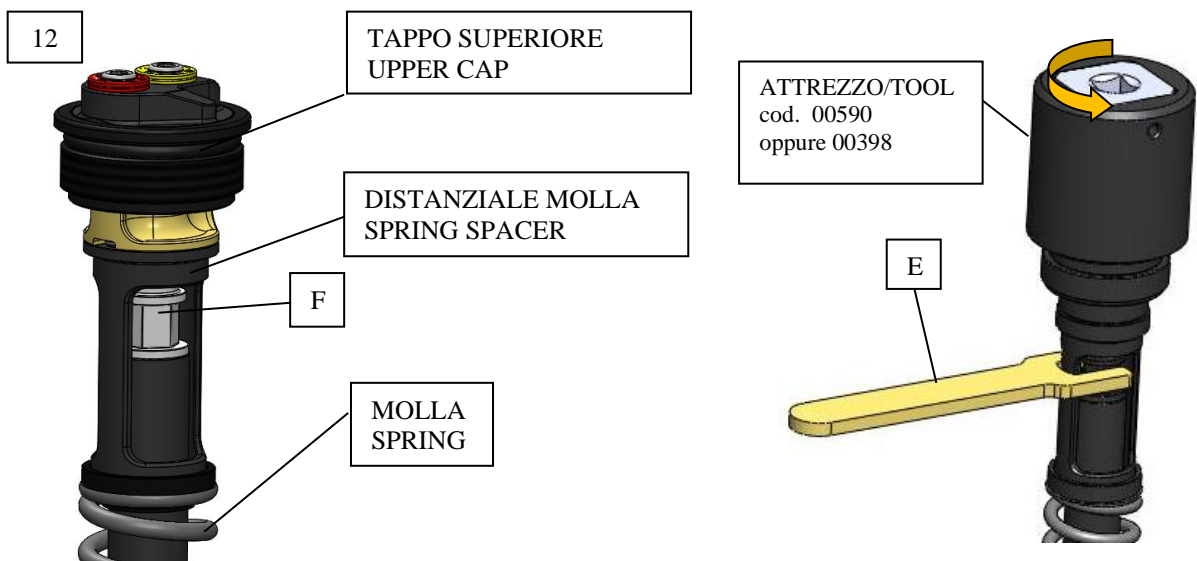 12
TAPPO SUPERIORE
UPPER CAP
DISTANZIALE MOLLA
SPRING SPACER
F
MOLLA
SPRING
ATTREZZO/TOOL
cod. 00590
oppure 00398
E